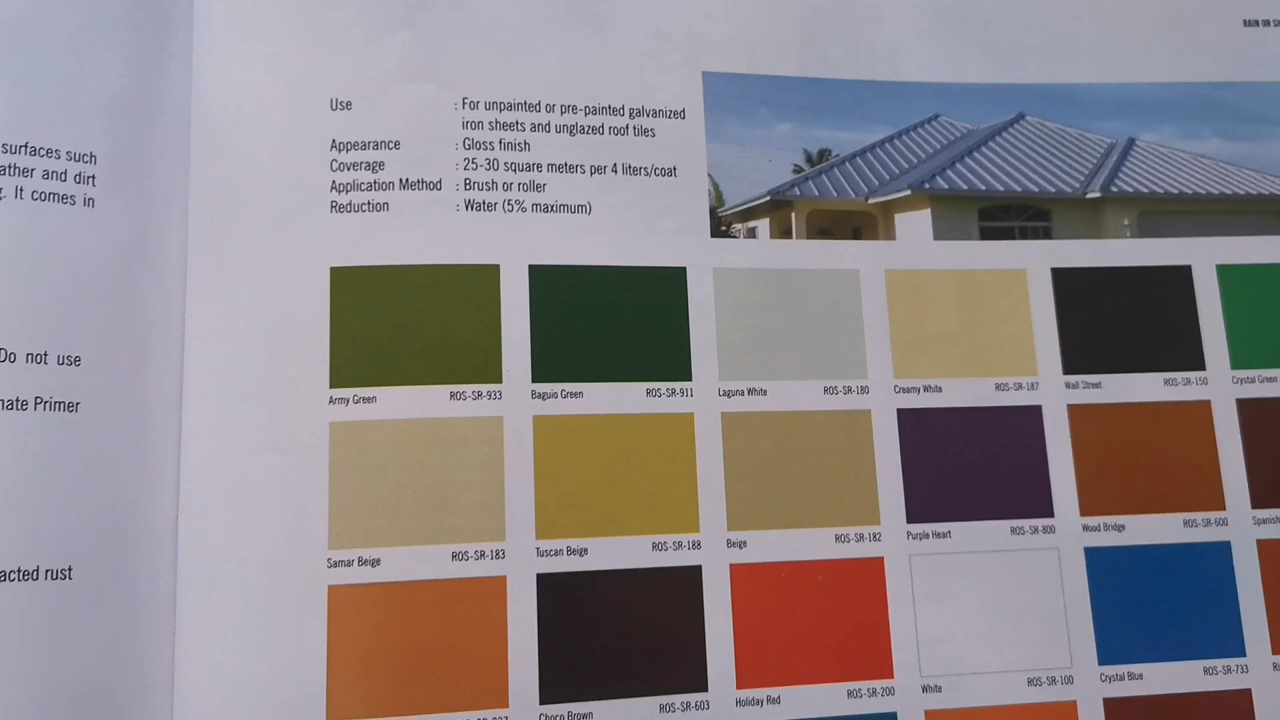 RAIN OR
surfaces such
ather and dirt
. It comes in
Do not use
nate Primer
acted rust
Use : For unpainted or pre-painted galvanized
iron sheets and unglazed roof tiles
Appearance : Gloss finish
Coverage : 25-30 square meters per 4 liters/coat
Application Method : Brush or roller
Reduction : Water (5% maximum)
Army Green ROS-SR-933
Baguio Green ROS-SR-911
Laguna White ROS-SR-180
Creamy White ROS-SR-187
Wall Street ROS-SR-150
Crystal Green
Samar Beige ROS-SR-183
Tuscan Beige ROS-SR-188
Beige ROS-SR-182
Purple Heart ROS-SR-800
Wood Bridge ROS-SR-600
Spanish
Choco Brown ROS-SR-603
Holiday Red ROS-SR-200
White ROS-SR-100
Crystal Blue ROS-SR-733